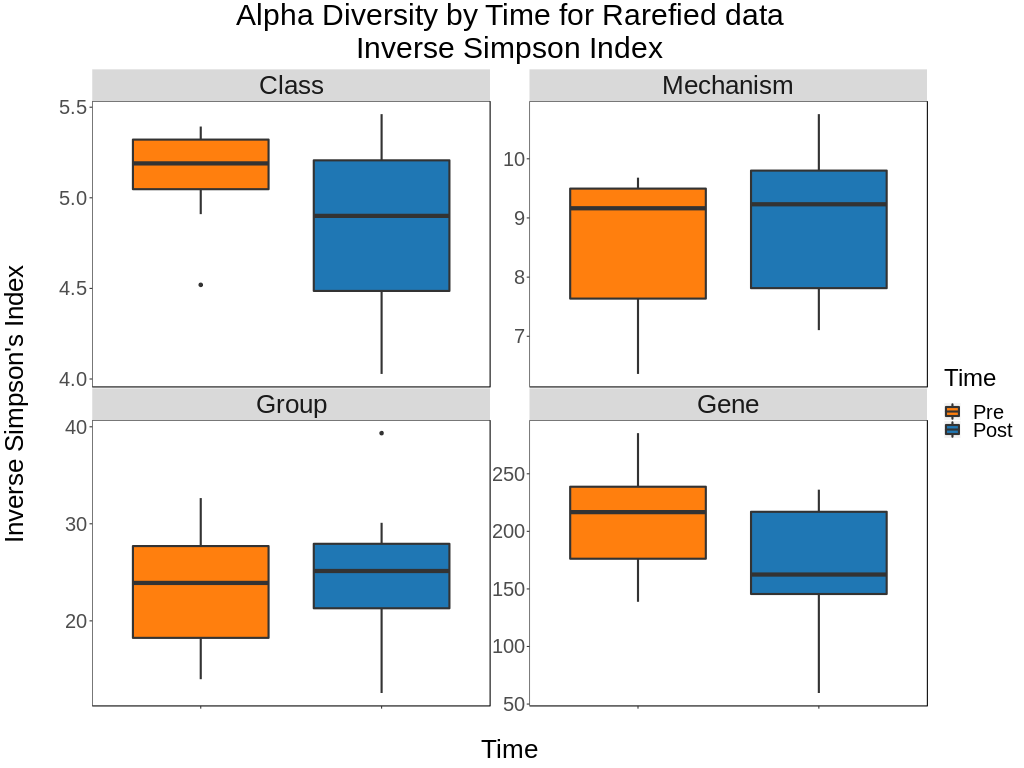 Alpha Diversity by Time for Rarefied data
Inverse Simpson Index
Class
Mechanism
5.5
5.0
4.5
4.0
10
9
8
7
Group
Gene
40
30
20
250
200
150
100
50
Inverse Simpson's Index
Time
Time
Pre
Post